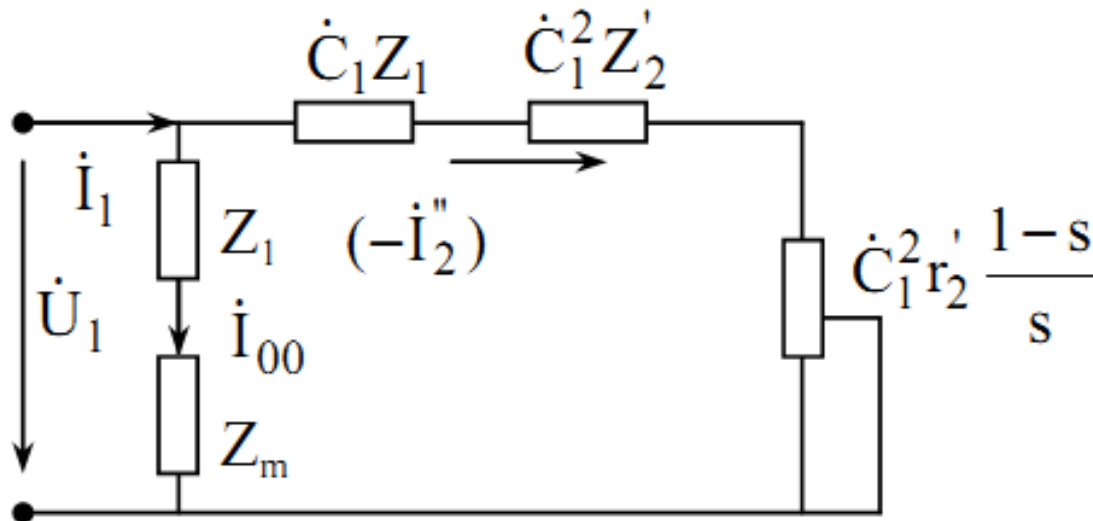 Ċ₁Z₁
Ċ₁²Z₂'
İ₁
Z₁
(−İ₂'')
Ċ₁²r₂' (1−s)/s
U̇₁
İ₀₀
Zₘ